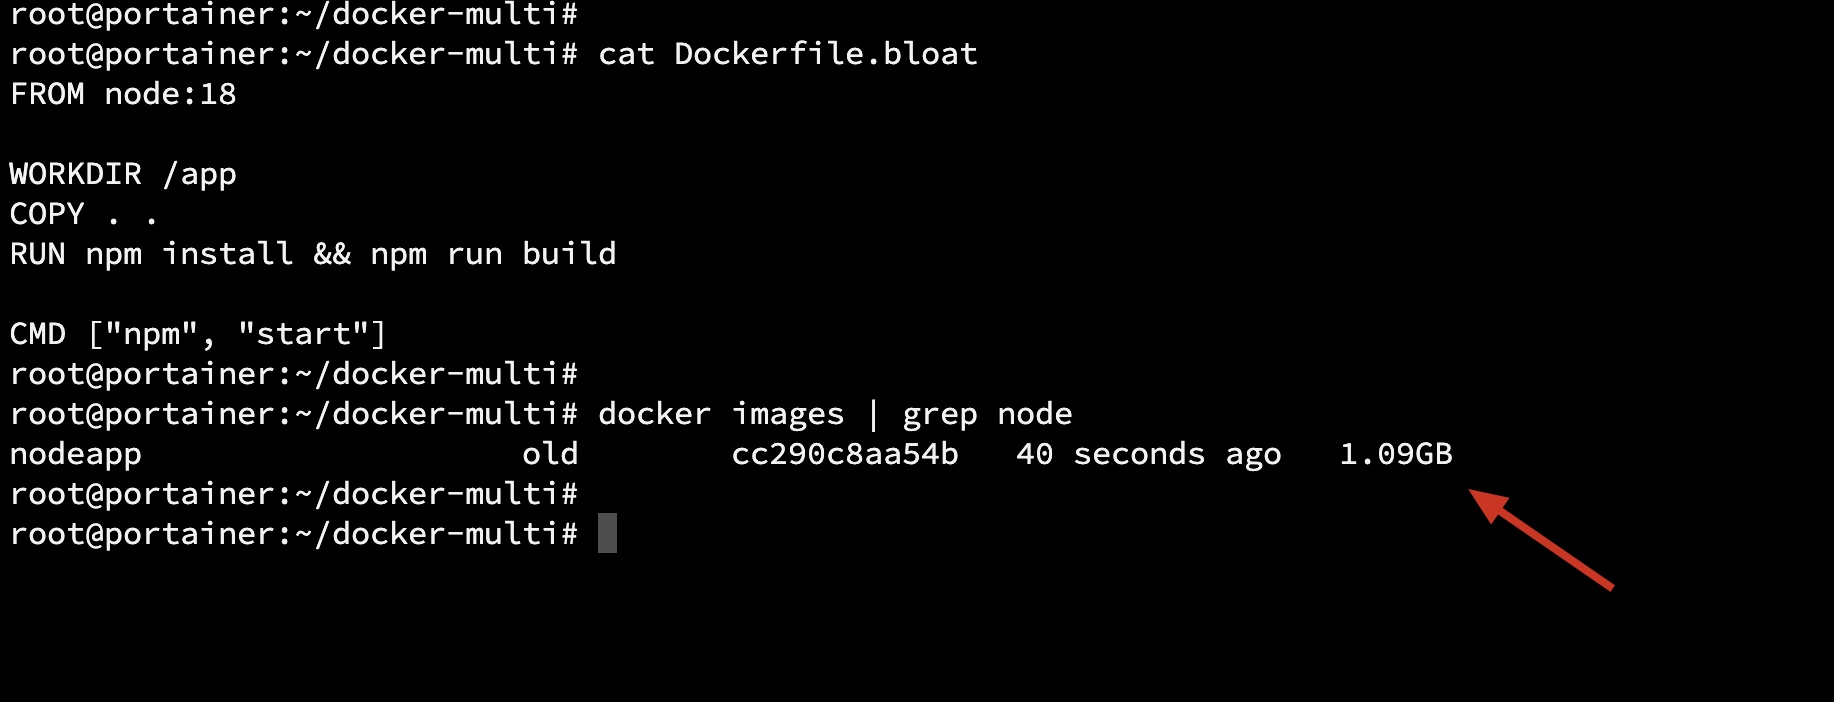 root@portainer:~/docker-multi#
root@portainer:~/docker-multi# cat Dockerfile.bloat
FROM node:18
WORKDIR /app
COPY . .
RUN npm install && npm run build
CMD ["npm", "start"]
root@portainer:~/docker-multi#
root@portainer:~/docker-multi# docker images | grep node
nodeapp                    old        cc290c8aa54b   40 seconds ago   1.09GB
root@portainer:~/docker-multi#
root@portainer:~/docker-multi#